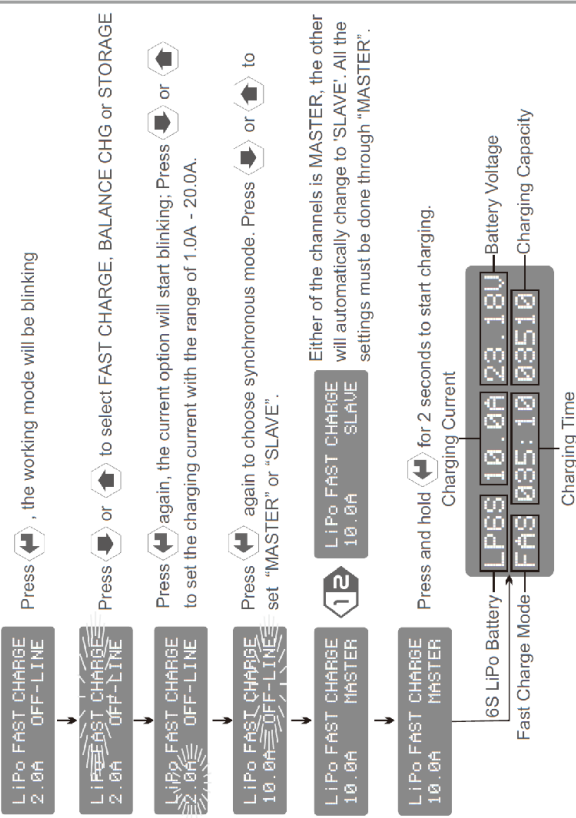 LiPo FAST CHARGE
2.0A OFF-LINE
Press , the working mode will be blinking
LiPo FAST CHARGE
2.0A OFF-LINE
Press or to select FAST CHARGE, BALANCE CHG or STORAGE
LiPo FAST CHARGE
2.0A OFF-LINE
Press again, the current option will start blinking; Press or
to set the charging current with the range of 1.0A - 20.0A.
LiPo FAST CHARGE
10.0A OFF-LINE
Press again to choose synchronous mode. Press or to
set "MASTER" or "SLAVE".
LiPo FAST CHARGE
10.0A MASTER
1 2
LiPo FAST CHARGE
10.0A SLAVE
Either of the channels is MASTER, the other
will automatically change to 'SLAVE'. All the
settings must be done through "MASTER".
LiPo FAST CHARGE
10.0A MASTER
Press and hold for 2 seconds to start charging.
Charging Current
6S LiPo Battery
LP6S 10.0A 23.18V
Battery Voltage
Fast Charge Mode
FAS 035:10 03510
Charging Capacity
Charging Time